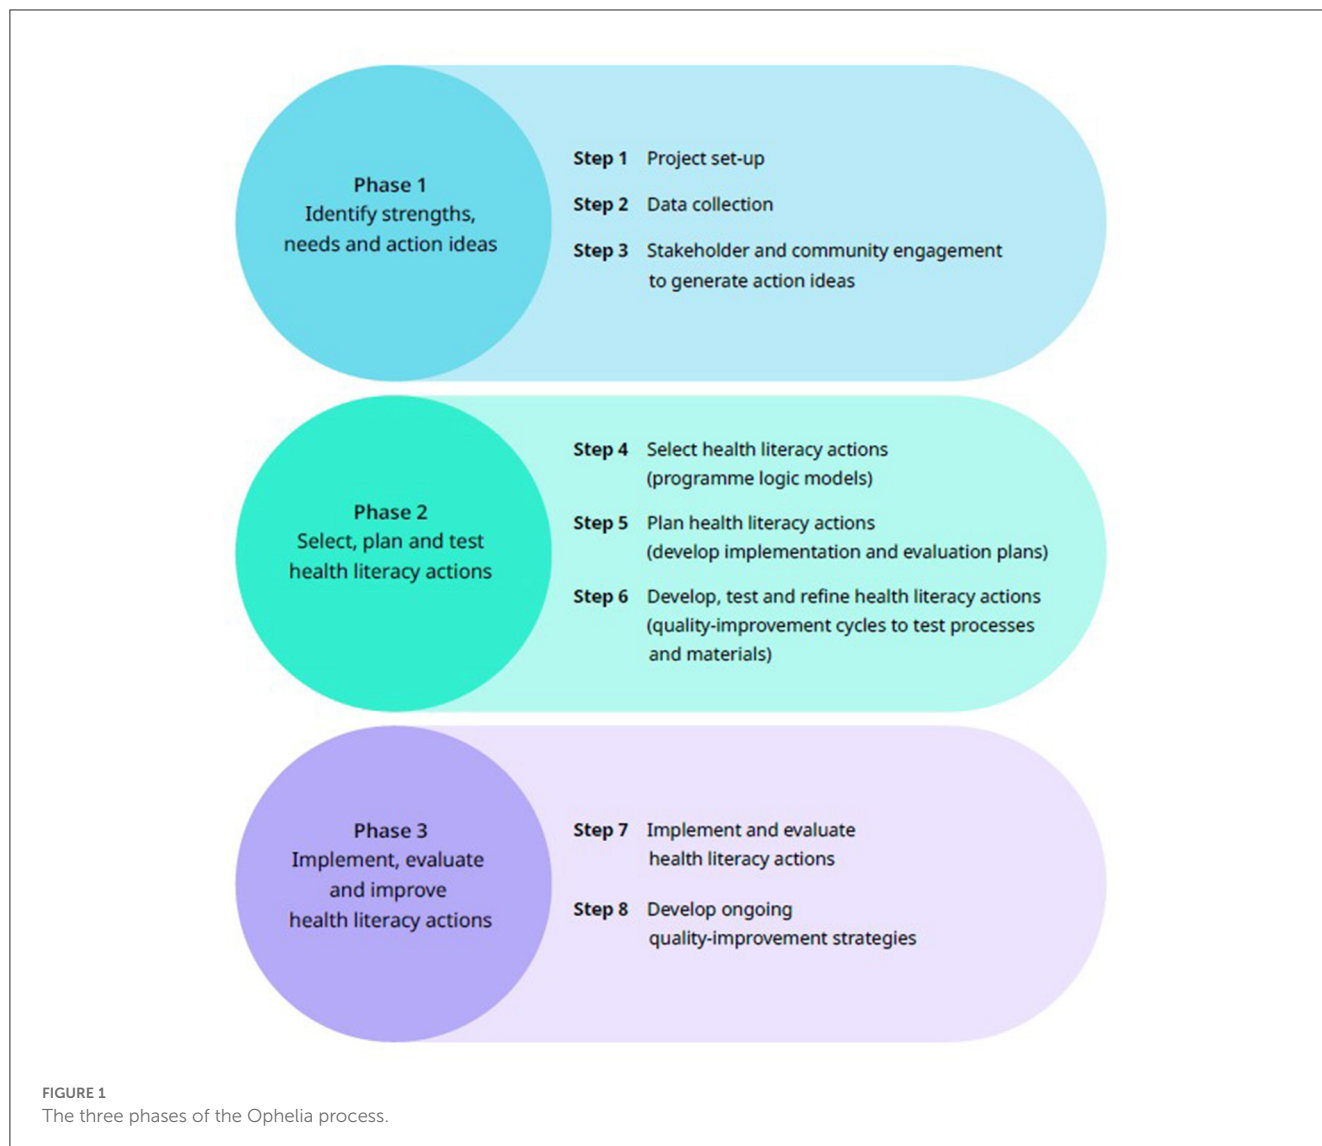 Phase 1
Identify strengths,
needs and action ideas
Step 1 Project set-up
Step 2 Data collection
Step 3 Stakeholder and community engagement
to generate action ideas
Phase 2
Select, plan and test
health literacy actions
Step 4 Select health literacy actions
(programme logic models)
Step 5 Plan health literacy actions
(develop implementation and evaluation plans)
Step 6 Develop, test and refine health literacy actions
(quality-improvement cycles to test processes
and materials)
Phase 3
Implement, evaluate
and improve
health literacy actions
Step 7 Implement and evaluate
health literacy actions
Step 8 Develop ongoing
quality-improvement strategies
FIGURE 1
The three phases of the Ophelia process.